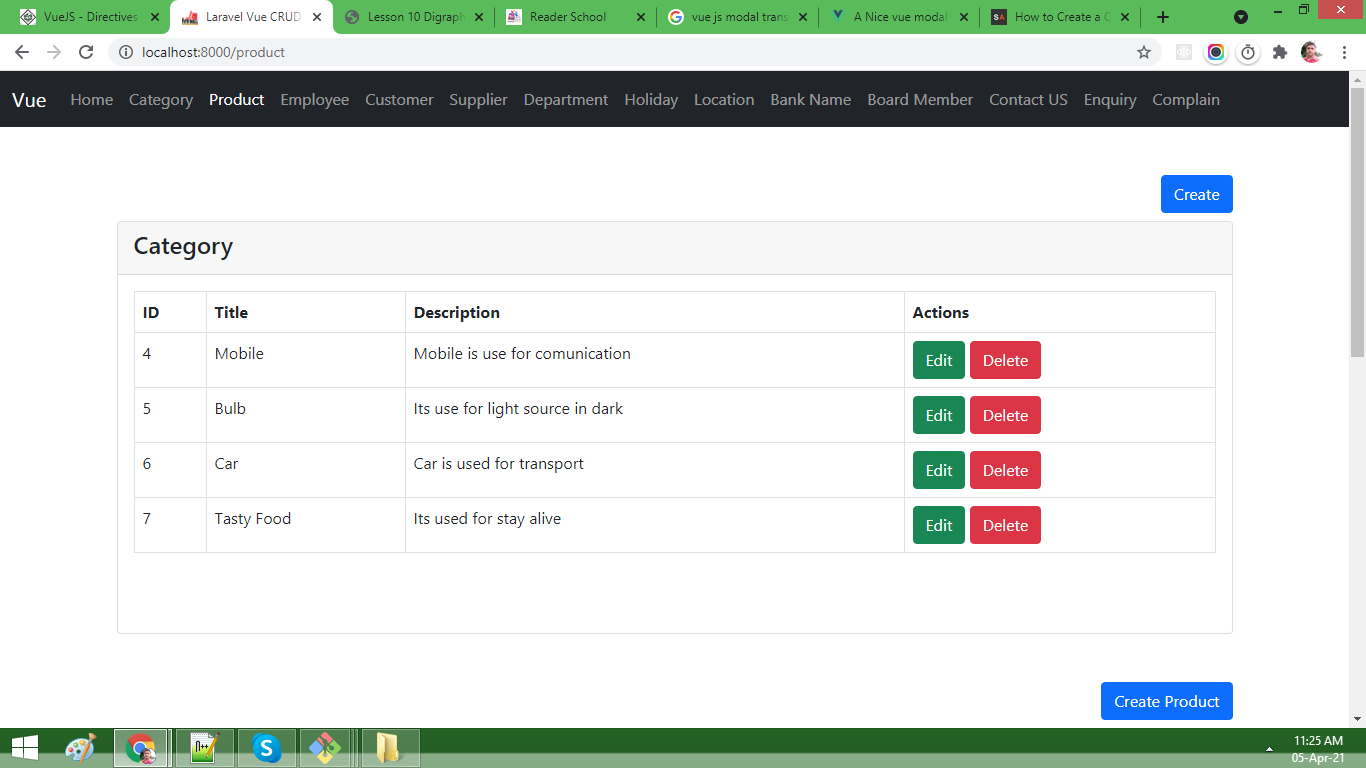 VueJS - Directives Laravel Vue CRUD Lesson 10 Digraph Reader School vue js modal trans A Nice vue modal SA How to Create a C
localhost:8000/product
Vue Home Category Product Employee Customer Supplier Department Holiday Location Bank Name Board Member Contact US Enquiry Complain
Create
Category
ID Title Description Actions
4 Mobile Mobile is use for comunication Edit Delete
5 Bulb Its use for light source in dark Edit Delete
6 Car Car is used for transport Edit Delete
7 Tasty Food Its used for stay alive Edit Delete
Create Product
11:25 AM
05-Apr-21